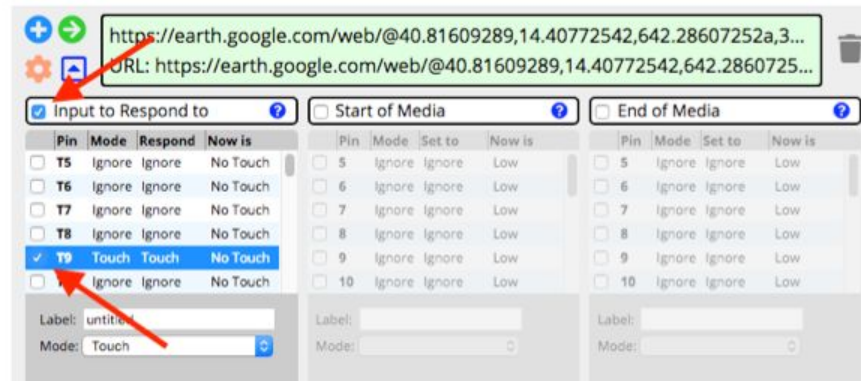 https://earth.google.com/web/@40.81609289,14.40772542,642.28607252a,3...
URL: https://earth.google.com/web/@40.81609289,14.40772542,642.2860725...
Input to Respond to ?
Start of Media ?
End of Media ?
Pin Mode Respond Now is
T5 Ignore Ignore No Touch
T6 Ignore Ignore No Touch
T7 Ignore Ignore No Touch
T8 Ignore Ignore No Touch
T9 Touch Touch No Touch
Ignore Ignore No Touch
Label: untitled
Mode: Touch
Pin Mode Set to Now is
5 Ignore Ignore Low
6 Ignore Ignore Low
7 Ignore Ignore Low
8 Ignore Ignore Low
9 Ignore Ignore Low
10 Ignore Ignore Low
Label:
Mode:
Pin Mode Set to Now is
5 Ignore Ignore Low
6 Ignore Ignore Low
7 Ignore Ignore Low
8 Ignore Ignore Low
9 Ignore Ignore Low
10 Ignore Ignore Low
Label:
Mode: